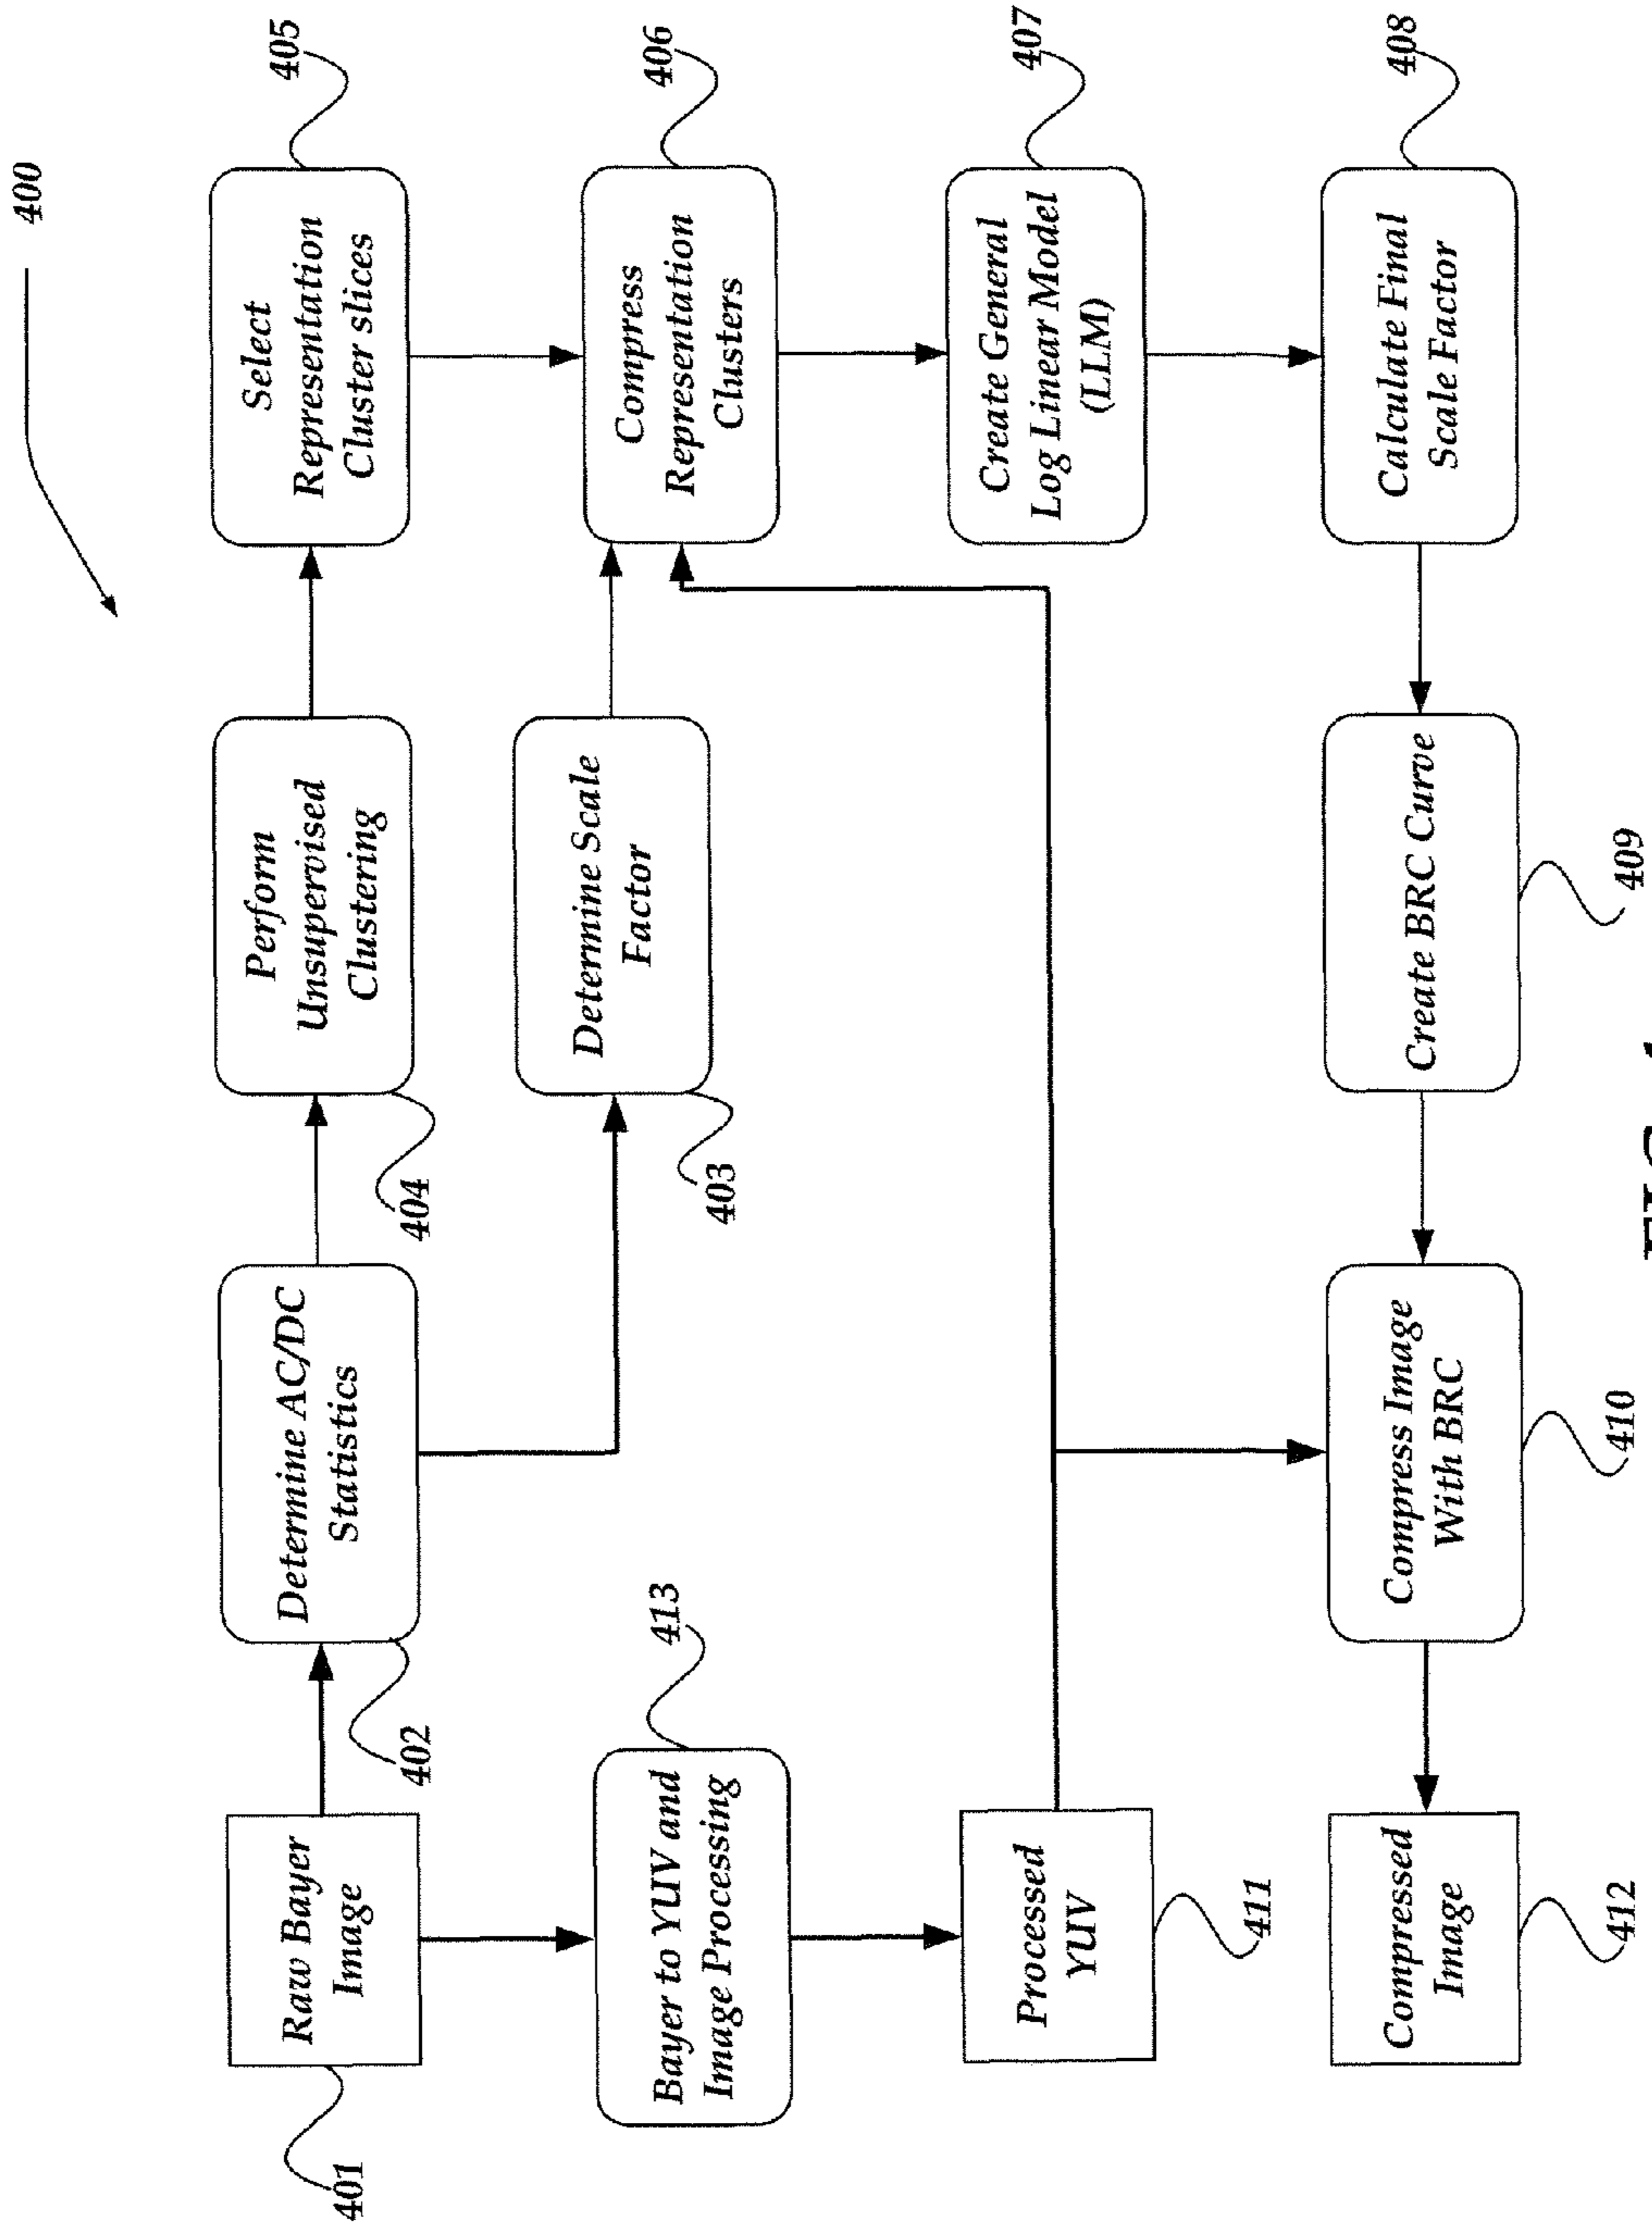 400
Raw Bayer
Image
401
Determine AC/DC
Statistics
402
Perform
Unsupervised
Clustering
404
Select
Representation
Cluster slices
405
Bayer to YUV and
Image Processing
413
Determine Scale
Factor
403
Compress
Representation
Clusters
406
Processed
YUV
411
Create General
Log Linear Model
(LLM)
407
Compressed
Image
412
Compress Image
With BRC
410
Create BRC Curve
409
Calculate Final
Scale Factor
408